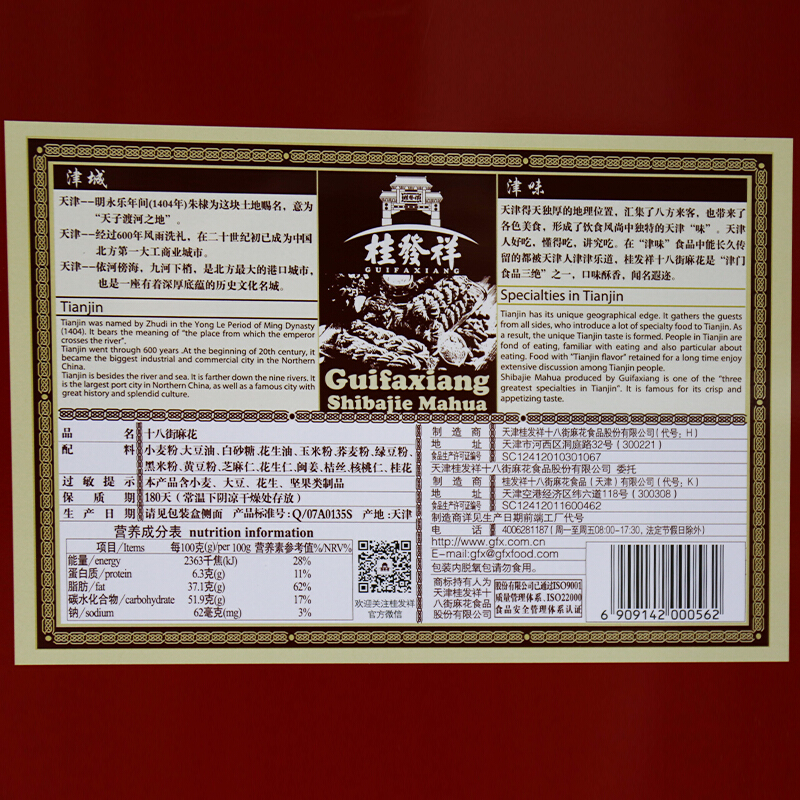 津城
天津--明永乐年间(1404年)朱棣为这块土地赐名，意为
“天子渡河之地”。
天津--经过600年风雨洗礼，在二十世纪初已成为中国
北方第一大工商业城市。
天津--依河傍海，九河下梢，是北方最大的港口城市，
也是一座有着深厚底蕴的历史文化名城。
Tianjin
Tianjin was named by Zhudi in the Yong Le Period of Ming Dynasty
(1404). It bears the meaning of "the place from which the emperor
crosses the river".
Tianjin went through 600 years .At the beginning of 20th century, it
became the biggest industrial and commercial city in the Northern
China.
Tianjin is besides the river and sea. It is farther down the nine rivers. It
is the largest port city in Northern China, as well as a famous city with
great history and splendid culture.
桂發祥
GUIFAXIANG
Guifaxiang
Shibajie Mahua
津味
天津得天独厚的地理位置，汇集了八方来客，也带来了
各色美食，形成了饮食风尚中独特的天津“味”。天津
人好吃，懂得吃，讲究吃。在“津味”食品中能长久传
留的都被天津人津津乐道，桂发祥十八街麻花是“津门
食品三绝”之一，口味酥香，闻名遐迩。
Specialties in Tianjin
Tianjin has its unique geographical edge. It gathers the guests
from all sides, who introduce a lot of specialty food to Tianjin. As
a result, the unique Tianjin taste is formed. People in Tianjin are
fond of eating, familiar with eating and also particular about
eating. Food with "Tianjin flavor" retained for a long time enjoy
extensive discussion among Tianjin people.
Shibajie Mahua produced by Guifaxiang is one of the "three
greatest specialties in Tianjin". It is famous for its crisp and
appetizing taste.
品名 十八街麻花
配料 小麦粉、大豆油、白砂糖、花生油、玉米粉、荞麦粉、绿豆粉、
黑米粉、黄豆粉、芝麻仁、花生仁、闽姜、桔丝、核桃仁、桂花
过敏提示 本产品含小麦、大豆、花生、坚果类制品
保质期 180天（常温下阴凉干燥处存放）
生产日期 请见包装盒侧面 产品标准号：Q/07A0135S 产地：天津
营养成分表 nutrition information
项目/Items 每100克(g)/per 100g 营养素参考值%/NRV%
能量/energy 2363千焦(kJ) 28%
蛋白质/protein 6.3克(g) 11%
脂肪/fat 37.1克(g) 62%
碳水化合物/carbohydrate 51.9克(g) 17%
钠/sodium 62毫克(mg) 3%
欢迎关注桂发祥
官方微信
制造商 天津桂发祥十八街麻花食品股份有限公司（代号：H）
地址 天津市河西区洞庭路32号（300221）
食品生产许可证编号 SC12412010301067
天津桂发祥十八街麻花食品股份有限公司 委托
制造商 桂发祥十八街麻花食品（天津）有限公司（代号：K）
地址 天津空港经济区纬六道118号（300308）
食品生产许可证编号 SC12412011600462
制造商详见生产日期前端工厂代号
电话 4006281187（周一至周五08:00-17:30，法定节假日除外）
http://www.gfx.com.cn
E-mail:gfx@gfxfood.com
包装内脱氧包请勿食用。
商标持有人为
天津桂发祥十
八街麻花食品
股份有限公司
股份有限公司已通过ISO9001
质量管理体系、ISO22000
食品安全管理体系认证
6 909142 000562